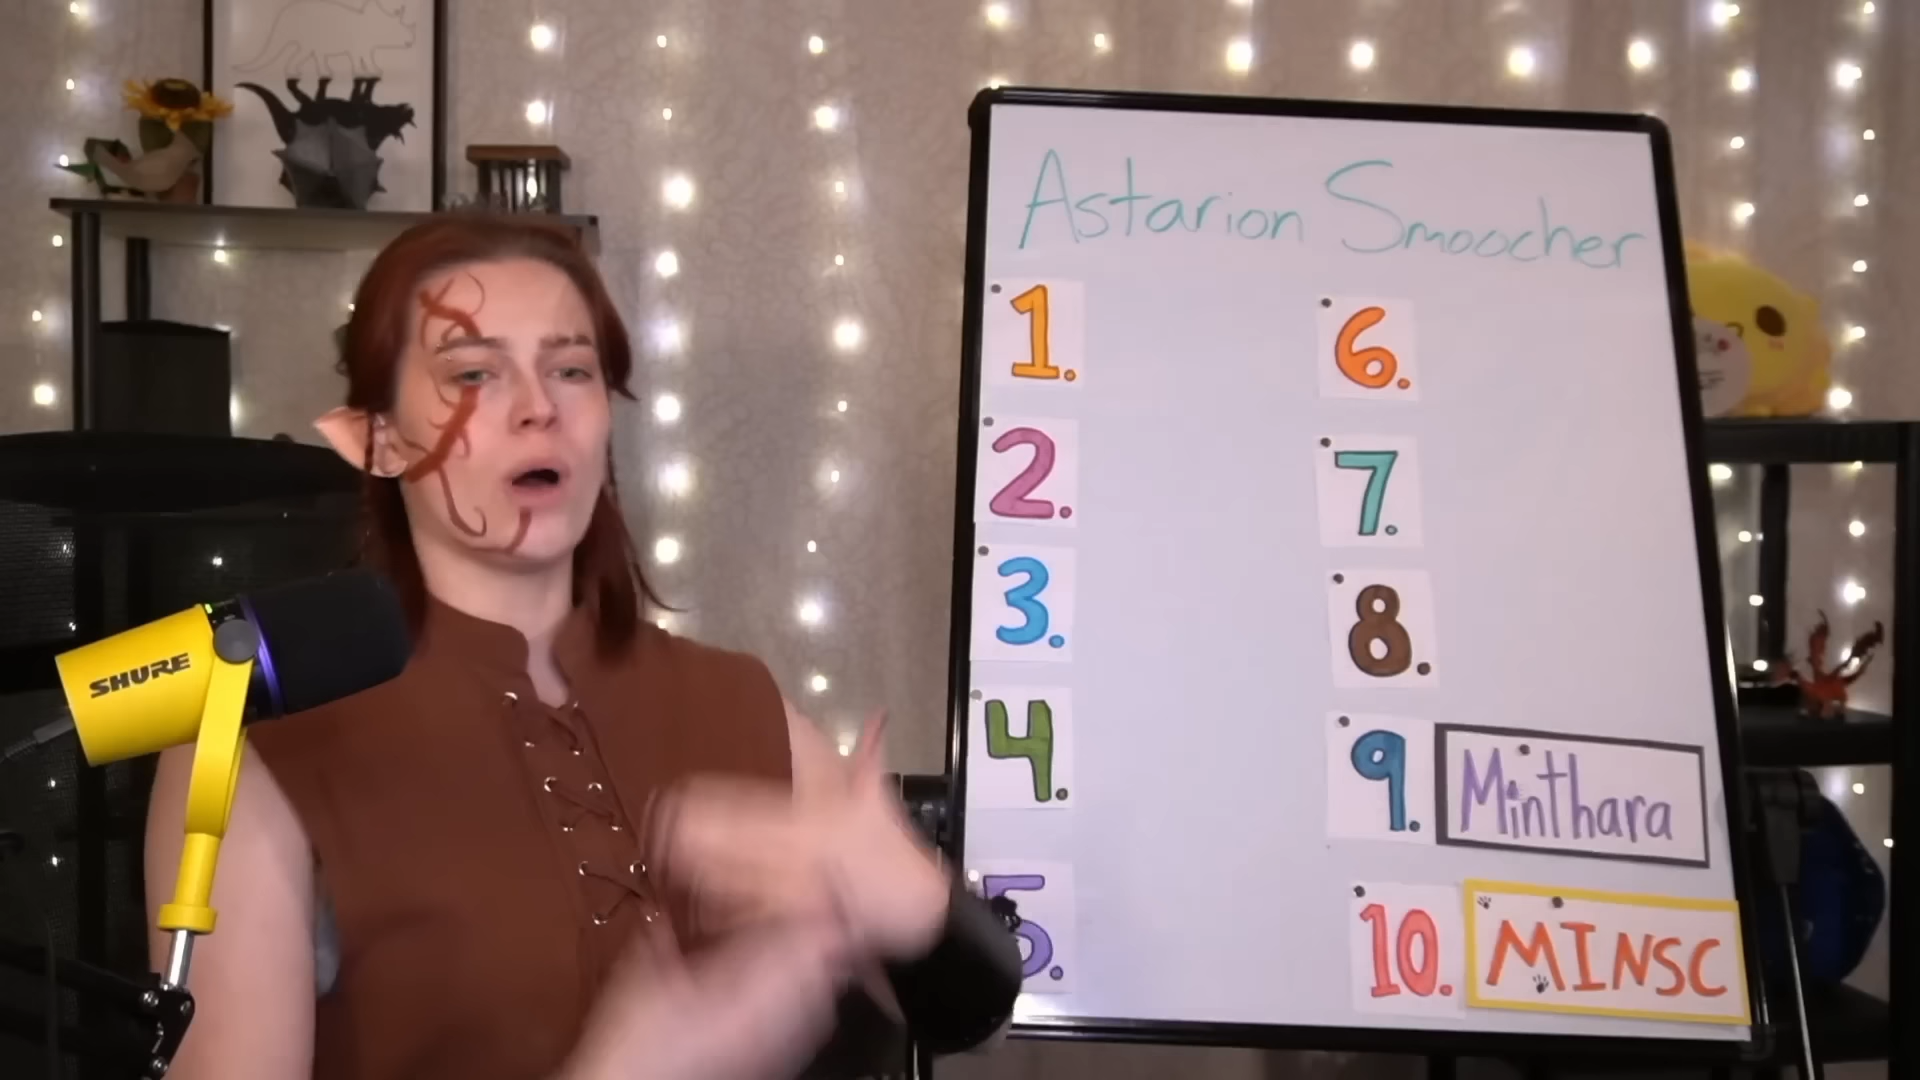 Astarion Smoocher
1.
2.
3.
4.
5.
6.
7.
8.
9. Minthara
10. MINSC
SHURE